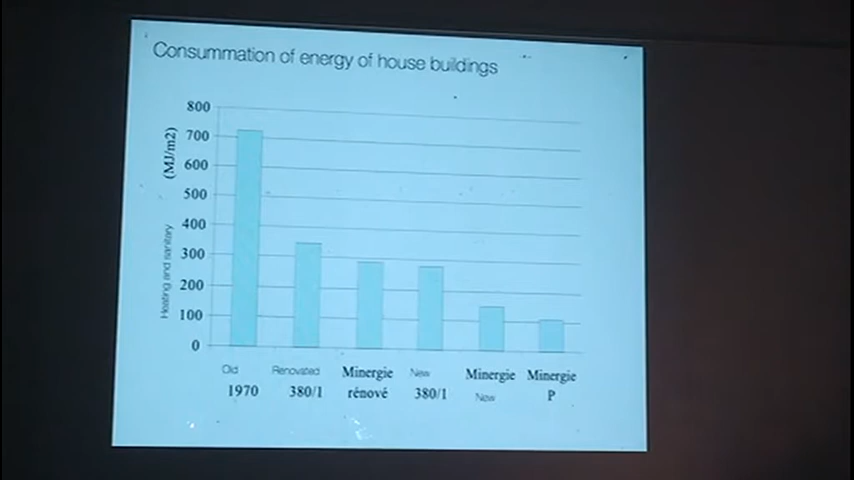 Consummation of energy of house buildings
800
700
600
500
400
300
200
100
0
(MJ/m2)
Heating and sanitary
Old
1970
Renovated
380/1
Minergie
rénové
New
380/1
Minergie
New
Minergie
P